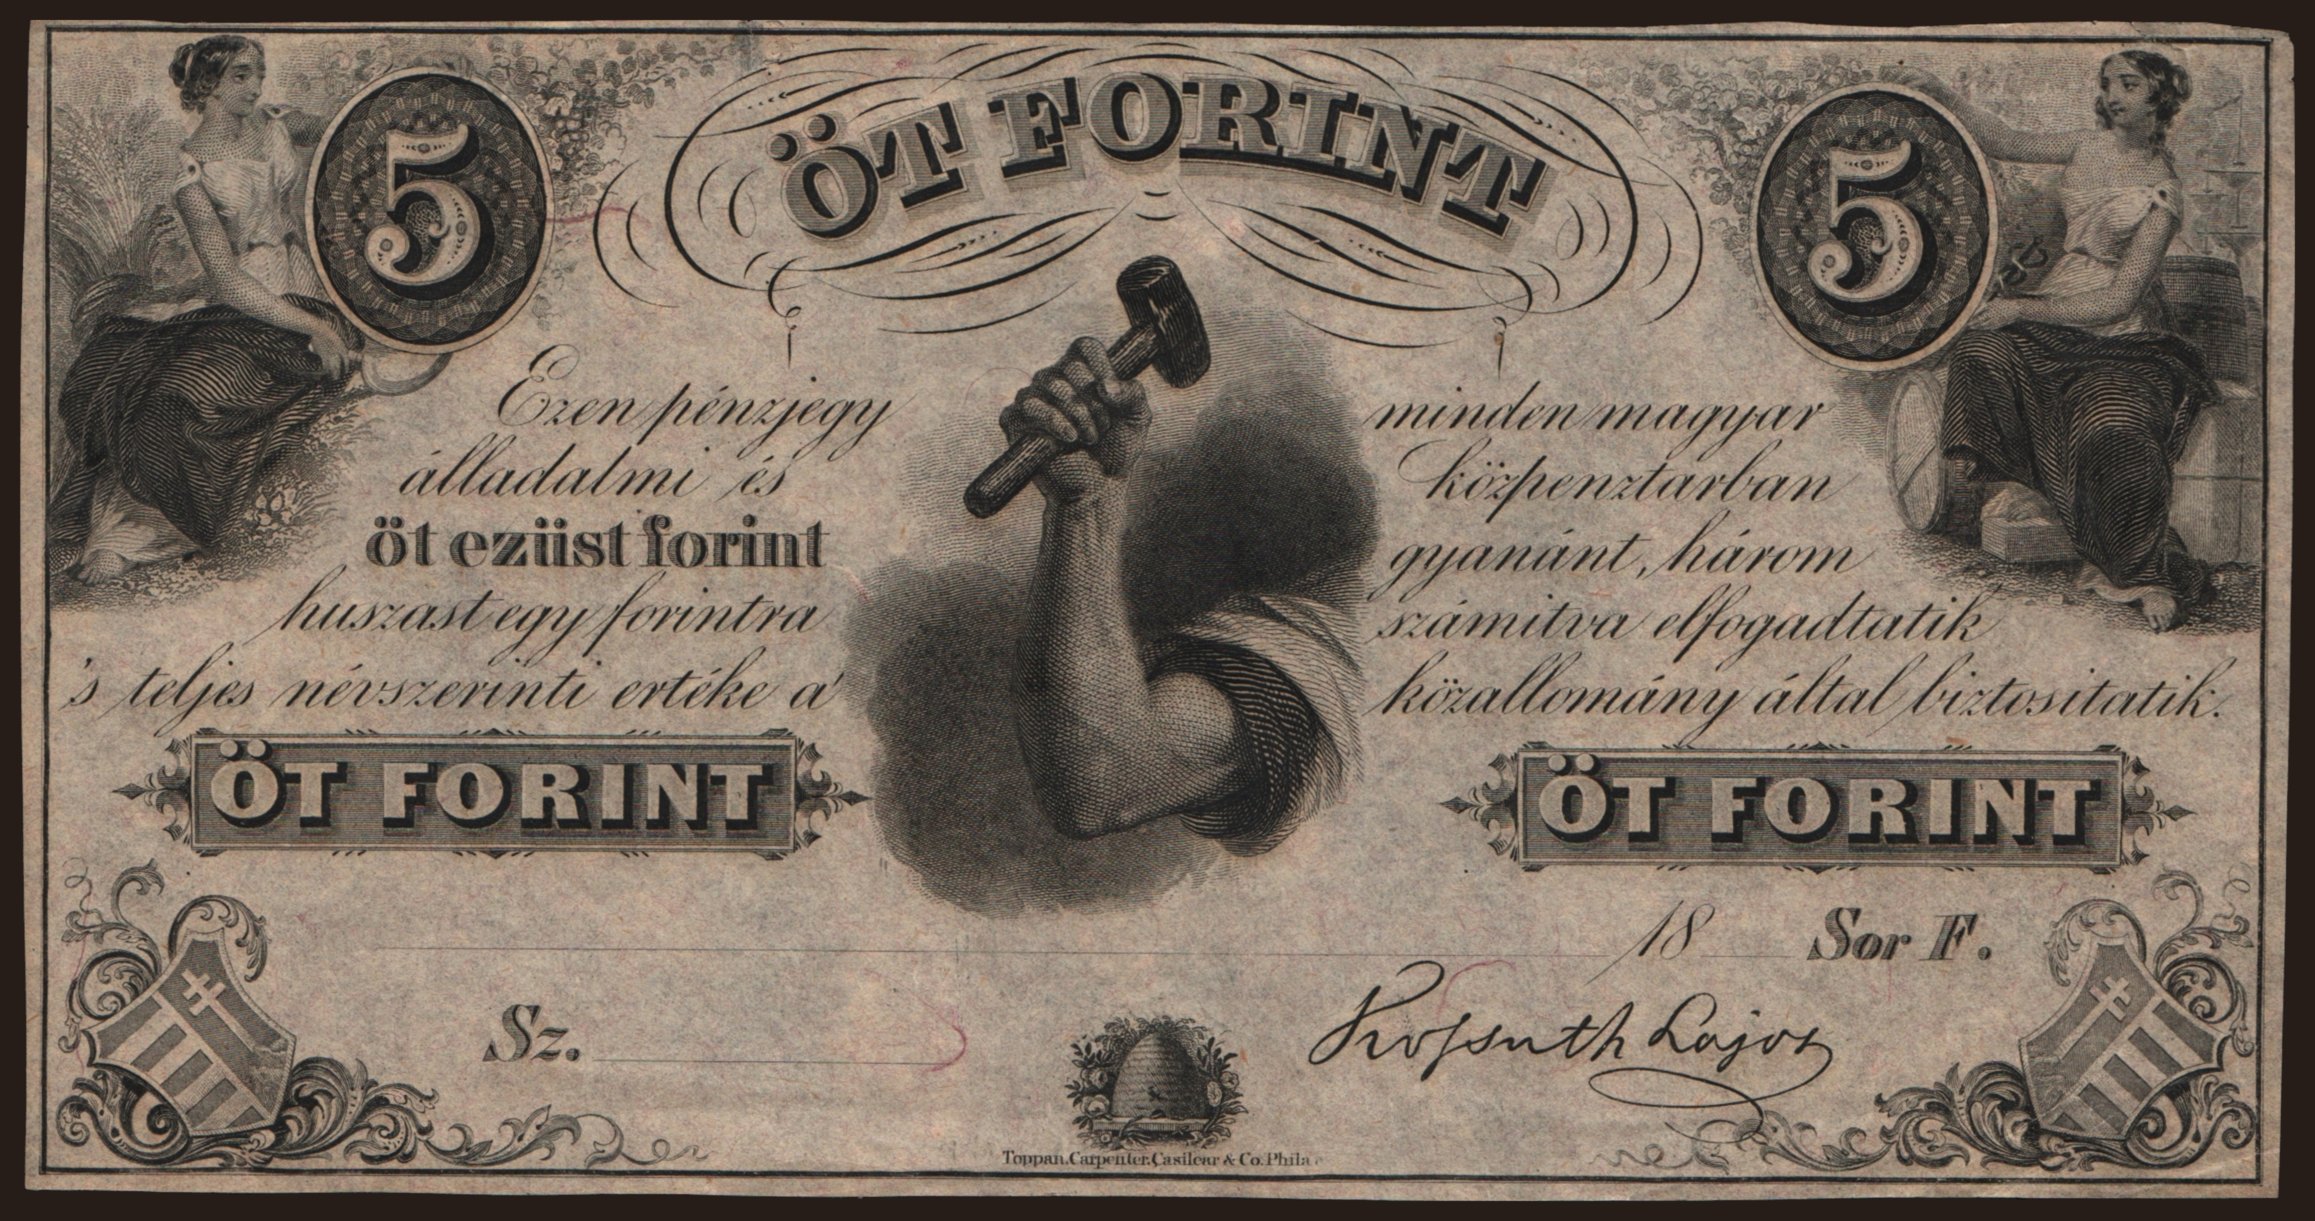 ÖT FORINT
5
5
Ezen pénzjegy minden magyar
álladalmi és közpenztarban
öt ezüst forint gyanánt, három
huszast egy forintra számitva elfogadtatik
's teljes névszerinti ertéke a' közallomány által biztositatik.
ÖT FORINT
ÖT FORINT
18 Sor F.
Sz.
Kossuth Lajos
Toppan, Carpenter, Casilear & Co. Phila.